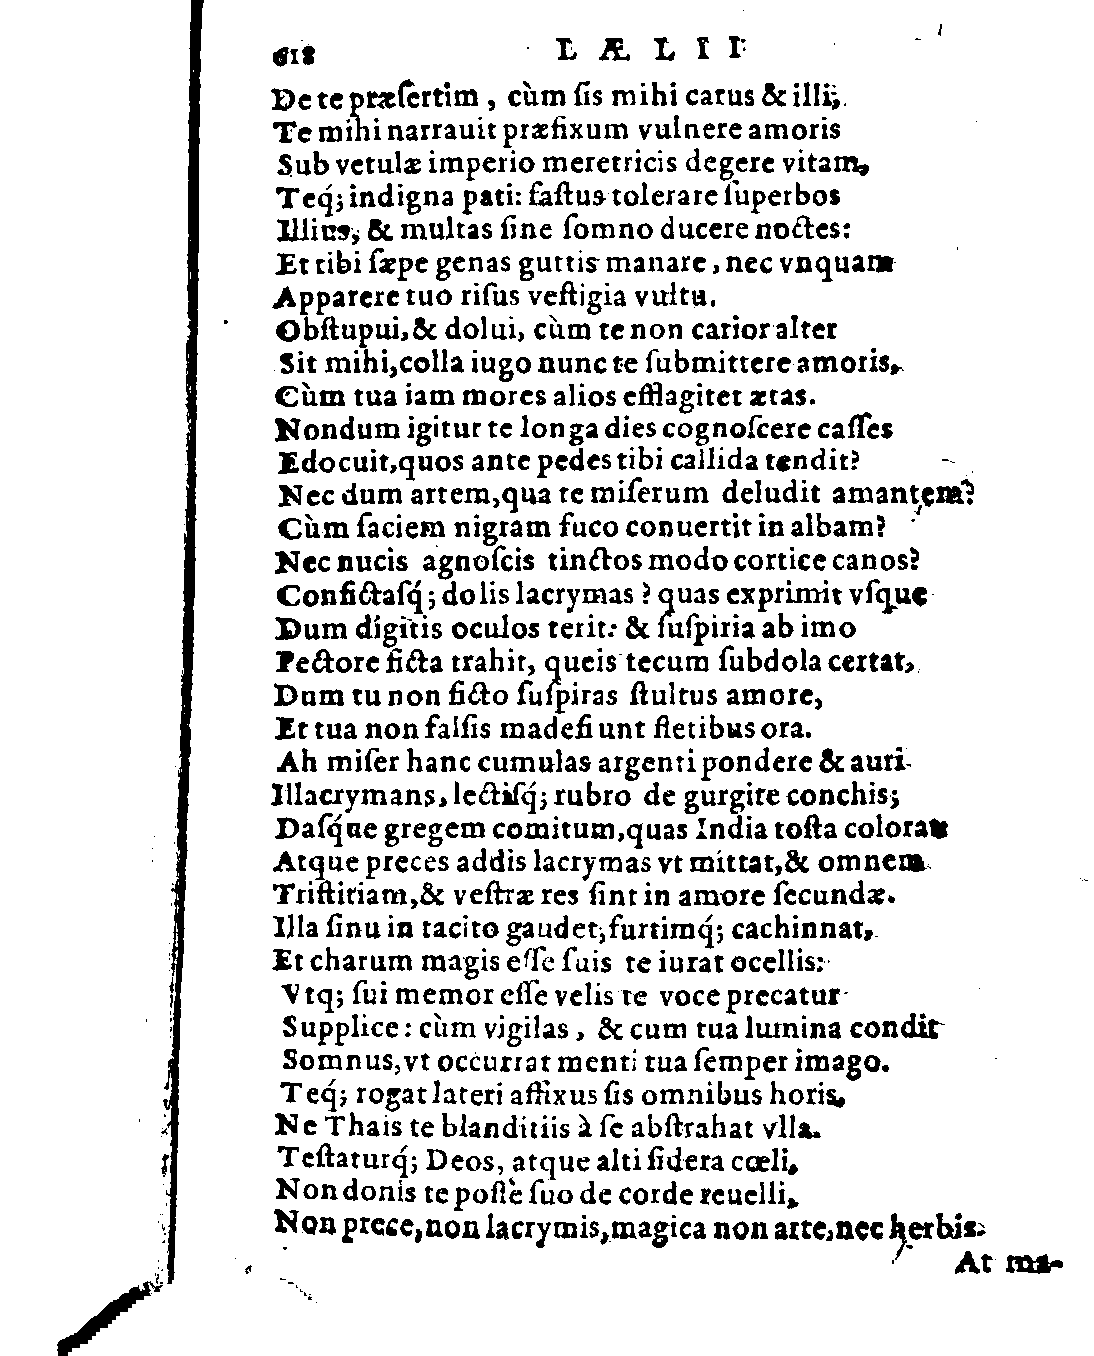 618 LÆLII
De te præſertim, cùm ſis mihi carus & illi;
Te mihi narrauit præfixum vulnere amoris
Sub vetulæ imperio meretricis degere vitam,
Teq́; indigna pati: faſtus tolerare ſuperbos
Illius, & multas ſine ſomno ducere noctes:
Et tibi ſæpe genas guttis manare, nec vnquam
Apparere tuo riſus veſtigia vultu.
Obſtupui, & dolui, cùm te non carior alter
Sit mihi, colla iugo nunc te ſubmittere amoris,
Cùm tua iam mores alios efflagitet ætas.
Nondum igitur te longa dies cognoſcere caſſes
Edocuit, quos ante pedes tibi callida tendit?
Nec dum artem, qua te miſerum deludit amantem?
Cùm faciem nigram fuco conuertit in albam?
Nec nucis agnoſcis tinctos modo cortice canos?
Confictaſq́; dolis lacrymas? quas exprimit vſque
Dum digitis oculos terit: & ſuſpiria ab imo
Pectore ficta trahit, queis tecum ſubdola certat,
Dum tu non ficto ſuſpiras ſtultus amore,
Et tua non falſis madefiunt fletibus ora.
Ah miſer hanc cumulas argenti pondere & auri
Illacrymans, lectiſq́; rubro de gurgite conchis;
Daſq́ue gregem comitum, quas India toſta colorat
Atque preces addis lacrymas vt mittat, & omnem
Triſtitiam, & veſtræ res ſint in amore ſecundæ.
Illa ſinu in tacito gaudet, furtimq́; cachinnat,
Et charum magis eſſe ſuis te iurat ocellis:
Vtq; ſui memor eſſe velis te voce precatur
Supplice: cùm vigilas, & cum tua lumina condit
Somnus, vt occurrat menti tua ſemper imago.
Teq́; rogat lateri affixus ſis omnibus horis,
Ne Thais te blanditiis à ſe abſtrahat vlla.
Teſtaturq́; Deos, atque alti ſidera cœli,
Non donis te poſſe ſuo de corde reuelli,
Non prece, non lacrymis, magica non arte, nec herbis.
At ma-